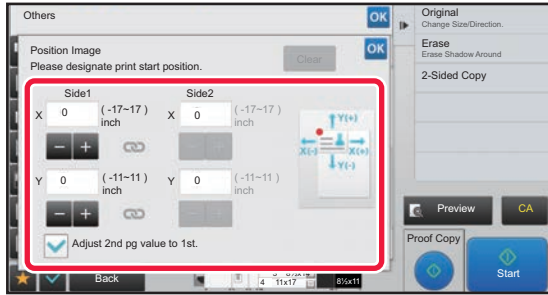 Others
OK
Position Image
Please designate print start position.
Clear
OK
Side1
Side2
X 0 (-17~17) inch
X 0 (-17~17) inch
- +
- +
Y 0 (-11~11) inch
Y 0 (-11~11) inch
- +
- +
Y(+)
X(-)
X(+)
Y(-)
Adjust 2nd pg value to 1st.
Back
4 11x17
8½x11
Original
Change Size/Direction.
Erase
Erase Shadow Around
2-Sided Copy
Preview
CA
Proof Copy
Start